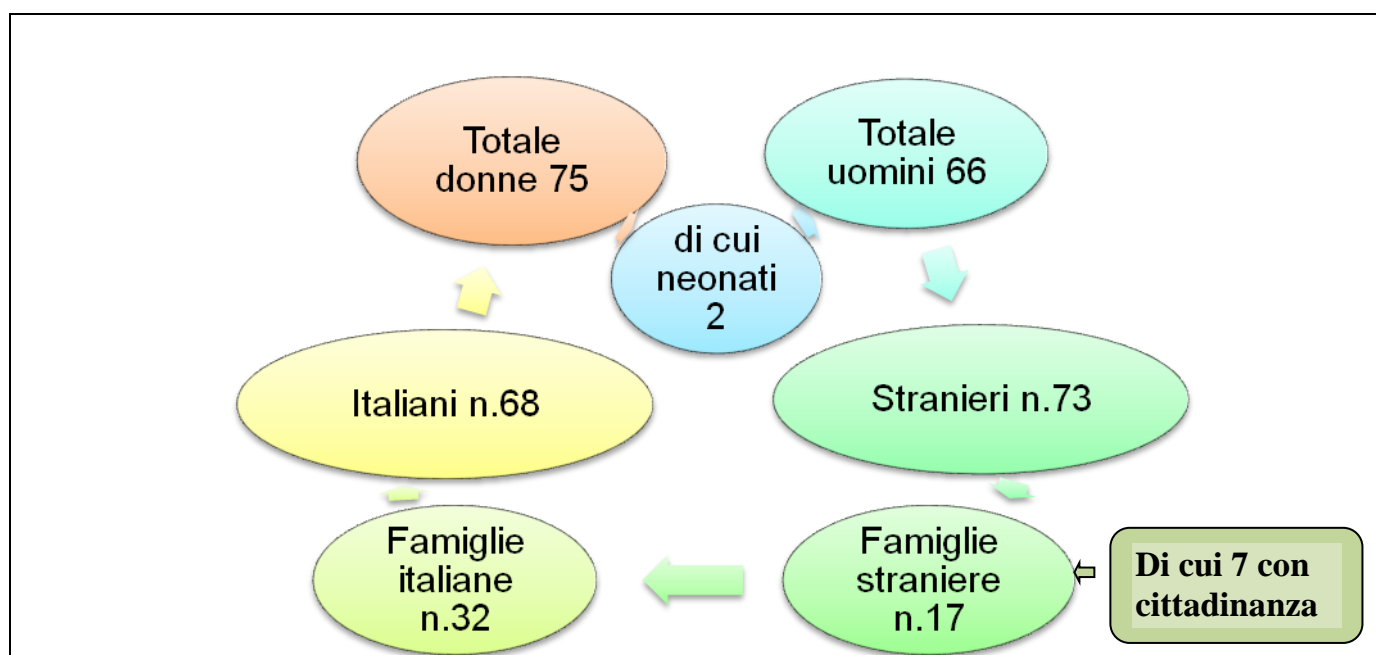 Totale
donne 75
Totale
uomini 66
di cui
neonati
2
Italiani n.68
Stranieri n.73
Famiglie
italiane
n.32
Famiglie
straniere
n.17
Di cui 7 con
cittadinanza